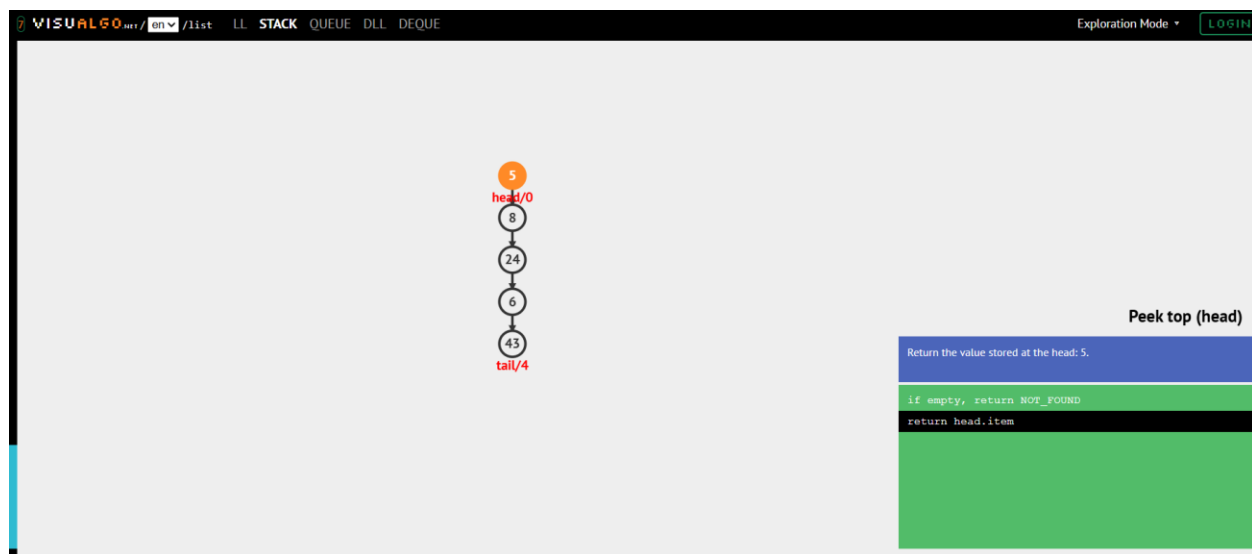 7 VISUALGO.NET/ en /list LL STACK QUEUE DLL DEQUE Exploration Mode ▾ LOGIN
5
head/0
8
24
6
43
tail/4
Peek top (head)
Return the value stored at the head: 5.
if empty, return NOT_FOUND
return head.item